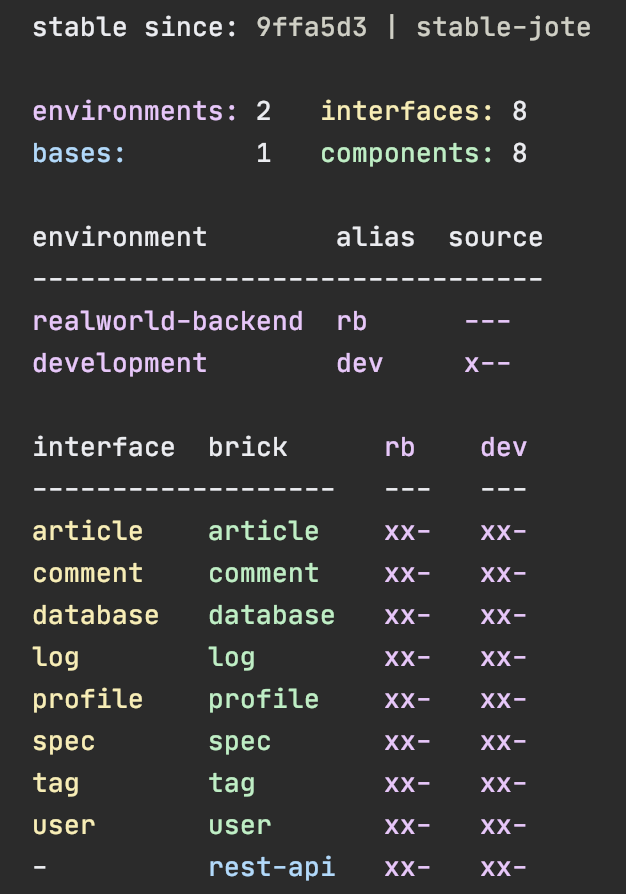 stable since: 9ffa5d3 | stable-jote
environments: 2   interfaces: 8
bases:        1   components: 8
environment        alias  source
--------------------------------
realworld-backend  rb      ---
development        dev     x--
interface  brick      rb    dev
-------------------   ---   ---
article    article    xx-   xx-
comment    comment    xx-   xx-
database   database   xx-   xx-
log        log        xx-   xx-
profile    profile    xx-   xx-
spec       spec       xx-   xx-
tag        tag        xx-   xx-
user       user       xx-   xx-
-          rest-api   xx-   xx-